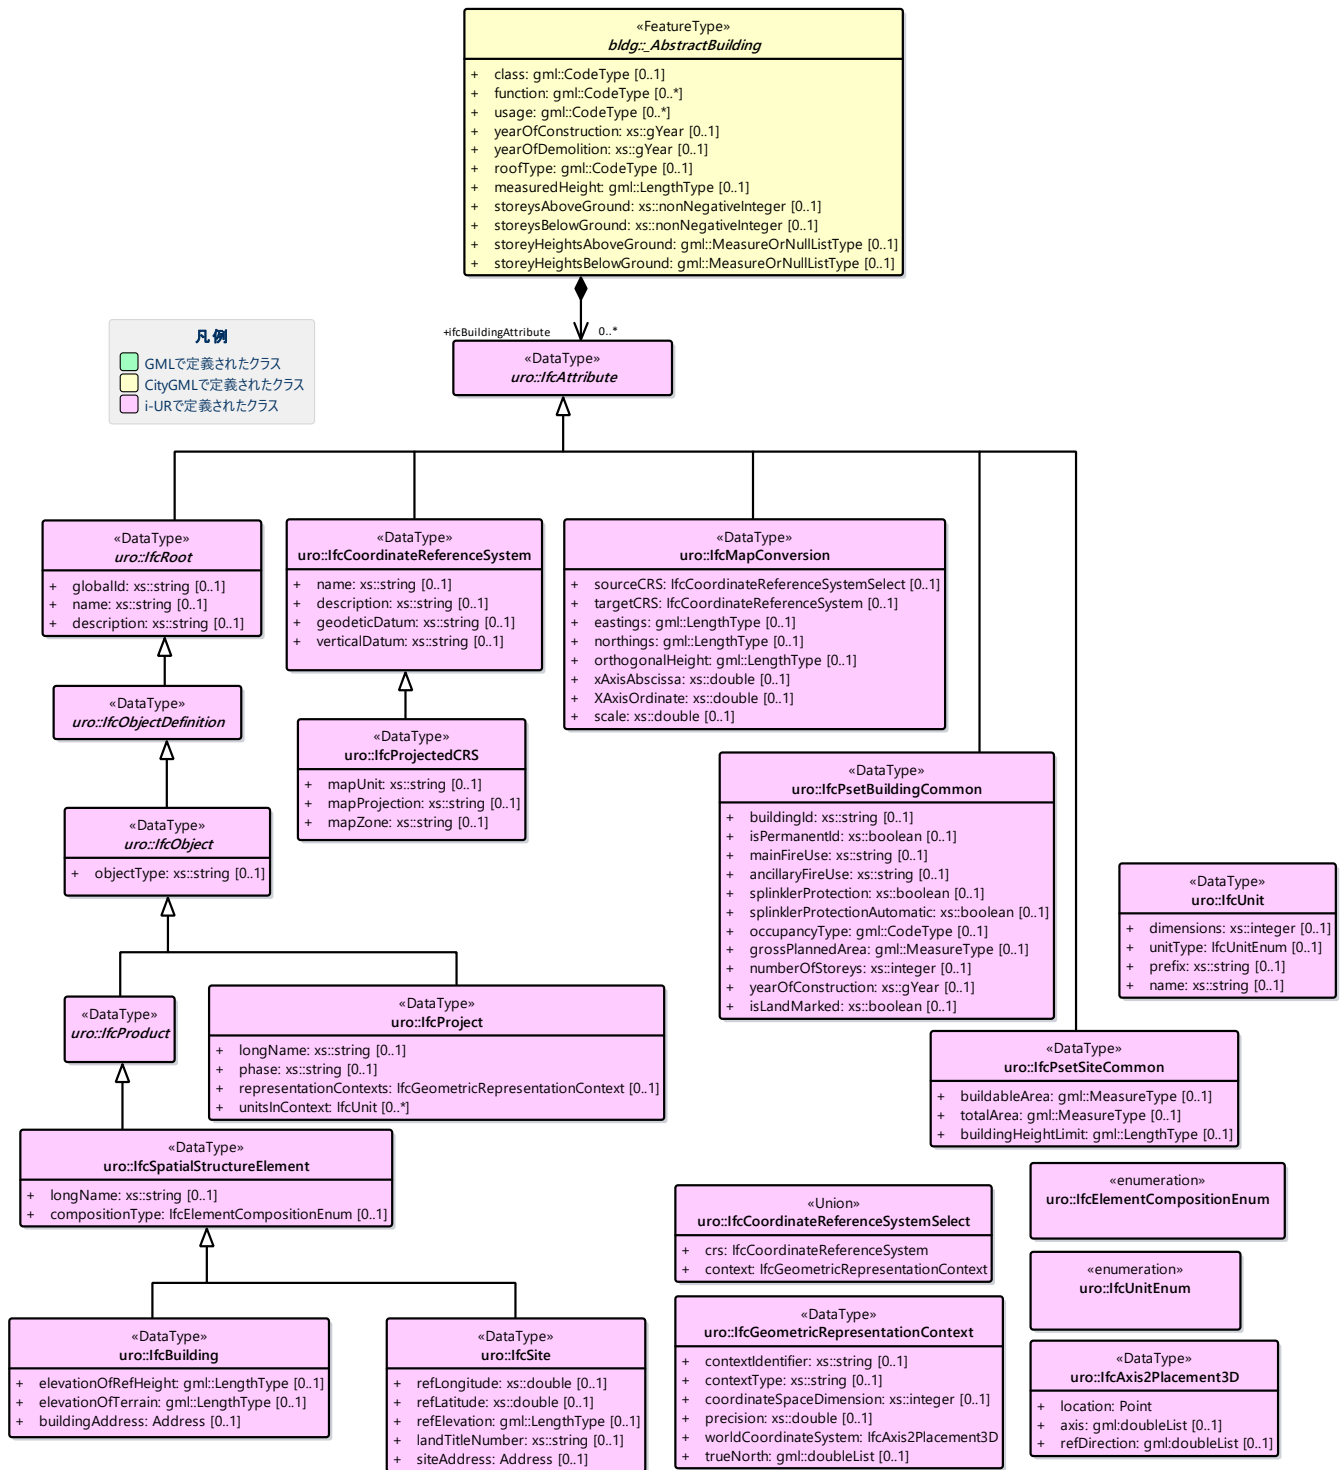 «FeatureType»
bldg::_AbstractBuilding
+ class: gml::CodeType [0..1]
+ function: gml::CodeType [0..*]
+ usage: gml::CodeType [0..*]
+ yearOfConstruction: xs::gYear [0..1]
+ yearOfDemolition: xs::gYear [0..1]
+ roofType: gml::CodeType [0..1]
+ measuredHeight: gml::LengthType [0..1]
+ storeysAboveGround: xs::nonNegativeInteger [0..1]
+ storeysBelowGround: xs::nonNegativeInteger [0..1]
+ storeyHeightsAboveGround: gml::MeasureOrNullListType [0..1]
+ storeyHeightsBelowGround: gml::MeasureOrNullListType [0..1]
+ifcBuildingAttribute 0..*
凡例
GMLで定義されたクラス
CityGMLで定義されたクラス
i-URで定義されたクラス
«DataType»
uro::IfcAttribute
«DataType»
uro::IfcRoot
+ globalId: xs::string [0..1]
+ name: xs::string [0..1]
+ description: xs::string [0..1]
«DataType»
uro::IfcCoordinateReferenceSystem
+ name: xs::string [0..1]
+ description: xs::string [0..1]
+ geodeticDatum: xs::string [0..1]
+ verticalDatum: xs::string [0..1]
«DataType»
uro::IfcMapConversion
+ sourceCRS: IfcCoordinateReferenceSystemSelect [0..1]
+ targetCRS: IfcCoordinateReferenceSystem [0..1]
+ eastings: gml::LengthType [0..1]
+ northings: gml::LengthType [0..1]
+ orthogonalHeight: gml::LengthType [0..1]
+ xAxisAbscissa: xs::double [0..1]
+ XAxisOrdinate: xs::double [0..1]
+ scale: xs::double [0..1]
«DataType»
uro::IfcObjectDefinition
«DataType»
uro::IfcProjectedCRS
+ mapUnit: xs::string [0..1]
+ mapProjection: xs::string [0..1]
+ mapZone: xs::string [0..1]
«DataType»
uro::IfcPsetBuildingCommon
+ buildingId: xs::string [0..1]
+ isPermanentId: xs::boolean [0..1]
+ mainFireUse: xs::string [0..1]
+ ancillaryFireUse: xs::string [0..1]
+ splinklerProtection: xs::boolean [0..1]
+ splinklerProtectionAutomatic: xs::boolean [0..1]
+ occupancyType: gml::CodeType [0..1]
+ grossPlannedArea: gml::MeasureType [0..1]
+ numberOfStoreys: xs::integer [0..1]
+ yearOfConstruction: xs::gYear [0..1]
+ isLandMarked: xs::boolean [0..1]
«DataType»
uro::IfcObject
+ objectType: xs::string [0..1]
«DataType»
uro::IfcUnit
+ dimensions: xs::integer [0..1]
+ unitType: IfcUnitEnum [0..1]
+ prefix: xs::string [0..1]
+ name: xs::string [0..1]
«DataType»
uro::IfcProduct
«DataType»
uro::IfcProject
+ longName: xs::string [0..1]
+ phase: xs::string [0..1]
+ representationContexts: IfcGeometricRepresentationContext [0..1]
+ unitsInContext: IfcUnit [0..*]
«DataType»
uro::IfcPsetSiteCommon
+ buildableArea: gml::MeasureType [0..1]
+ totalArea: gml::MeasureType [0..1]
+ buildingHeightLimit: gml::LengthType [0..1]
«DataType»
uro::IfcSpatialStructureElement
+ longName: xs::string [0..1]
+ compositionType: IfcElementCompositionEnum [0..1]
«Union»
uro::IfcCoordinateReferenceSystemSelect
+ crs: IfcCoordinateReferenceSystem
+ context: IfcGeometricRepresentationContext
«enumeration»
uro::IfcElementCompositionEnum
«enumeration»
uro::IfcUnitEnum
«DataType»
uro::IfcBuilding
+ elevationOfRefHeight: gml::LengthType [0..1]
+ elevationOfTerrain: gml::LengthType [0..1]
+ buildingAddress: Address [0..1]
«DataType»
uro::IfcSite
+ refLongitude: xs::double [0..1]
+ refLatitude: xs::double [0..1]
+ refElevation: gml::LengthType [0..1]
+ landTitleNumber: xs::string [0..1]
+ siteAddress: Address [0..1]
«DataType»
uro::IfcGeometricRepresentationContext
+ contextIdentifier: xs::string [0..1]
+ contextType: xs::string [0..1]
+ coordinateSpaceDimension: xs::integer [0..1]
+ precision: xs::double [0..1]
+ worldCoordinateSystem: IfcAxis2Placement3D
+ trueNorth: gml::doubleList [0..1]
«DataType»
uro::IfcAxis2Placement3D
+ location: Point
+ axis: gml:doubleList [0..1]
+ refDirection: gml:doubleList [0..1]